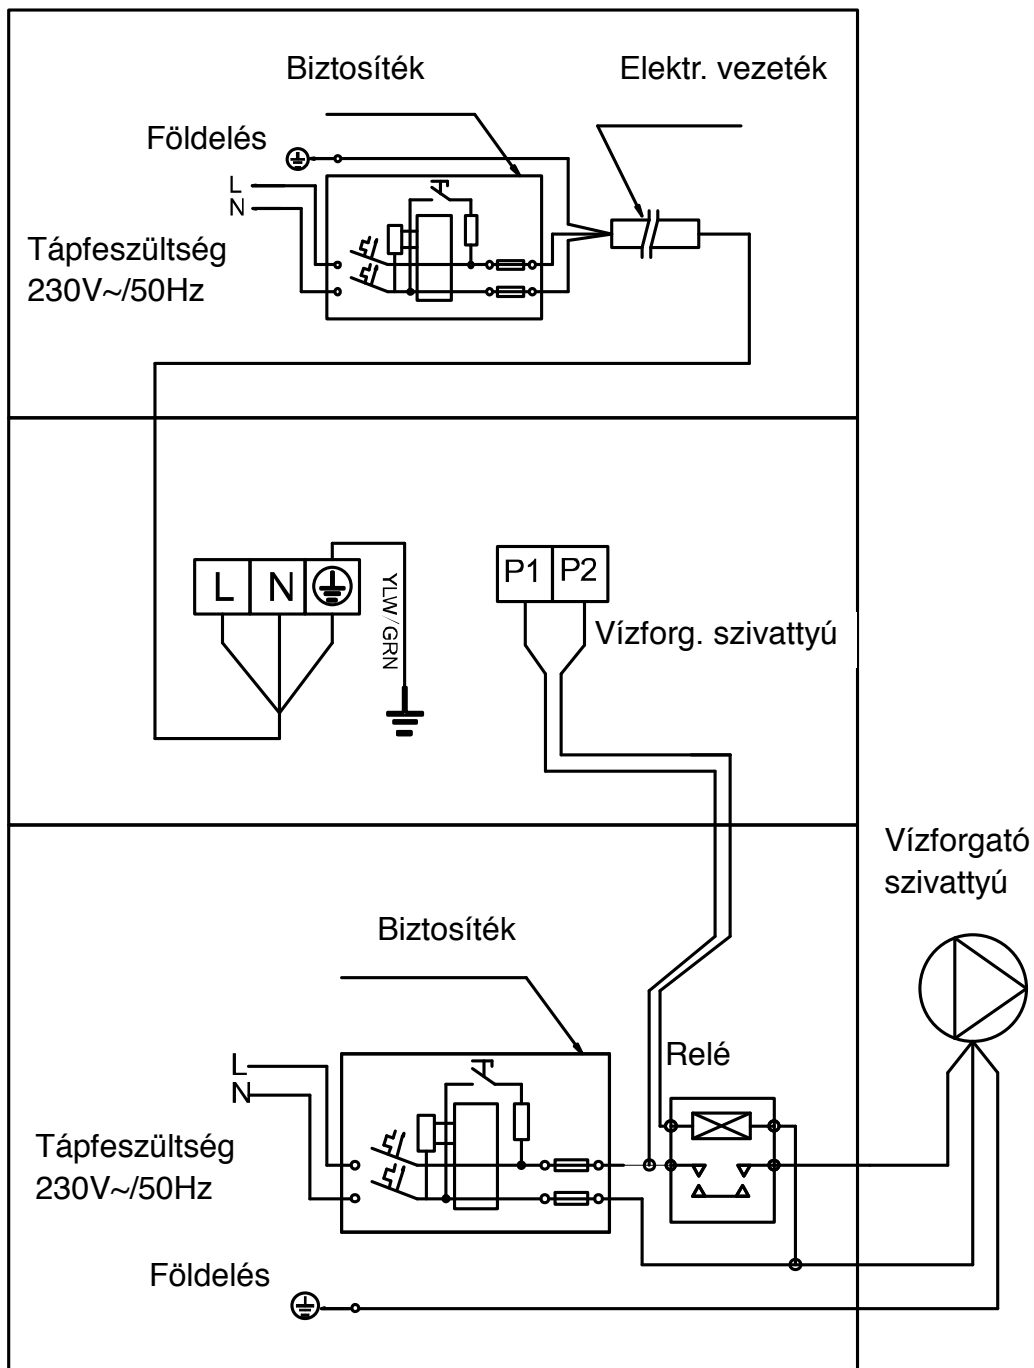 Biztosíték
Elektr. vezeték
Földelés
L
N
Tápfeszültség
230V~/50Hz
L N
YLW/GRN
P1 P2
Vízforg. szivattyú
Vízforgató
szivattyú
Biztosíték
Relé
L
N
Tápfeszültség
230V~/50Hz
Földelés